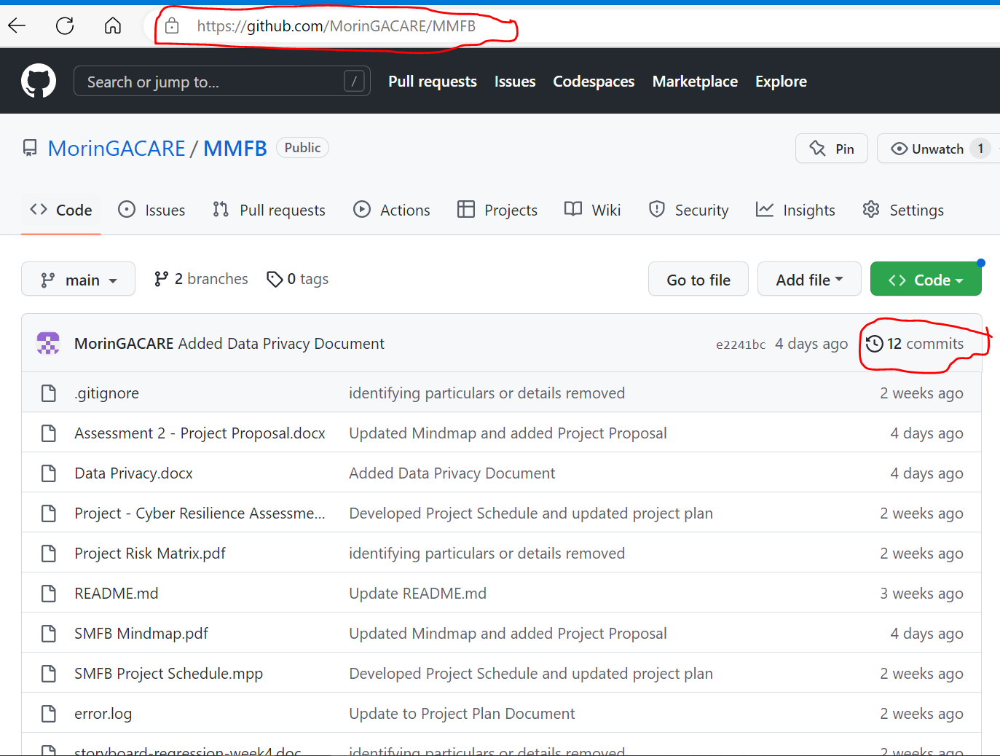 https://github.com/MorinGACARE/MMFB
Search or jump to... /
Pull requests Issues Codespaces Marketplace Explore
MorinGACARE / MMFB Public
Pin Unwatch 1
Code Issues Pull requests Actions Projects Wiki Security Insights Settings
main 2 branches 0 tags Go to file Add file Code
MorinGACARE Added Data Privacy Document e2241bc 4 days ago 12 commits
.gitignore identifying particulars or details removed 2 weeks ago
Assessment 2 - Project Proposal.docx Updated Mindmap and added Project Proposal 4 days ago
Data Privacy.docx Added Data Privacy Document 4 days ago
Project - Cyber Resilience Assessme... Developed Project Schedule and updated project plan 2 weeks ago
Project Risk Matrix.pdf identifying particulars or details removed 2 weeks ago
README.md Update README.md 3 weeks ago
SMFB Mindmap.pdf Updated Mindmap and added Project Proposal 4 days ago
SMFB Project Schedule.mpp Developed Project Schedule and updated project plan 2 weeks ago
error.log Update to Project Plan Document 2 weeks ago
storyboard-regression-week4.doc identifying particulars or details removed 2 weeks ago